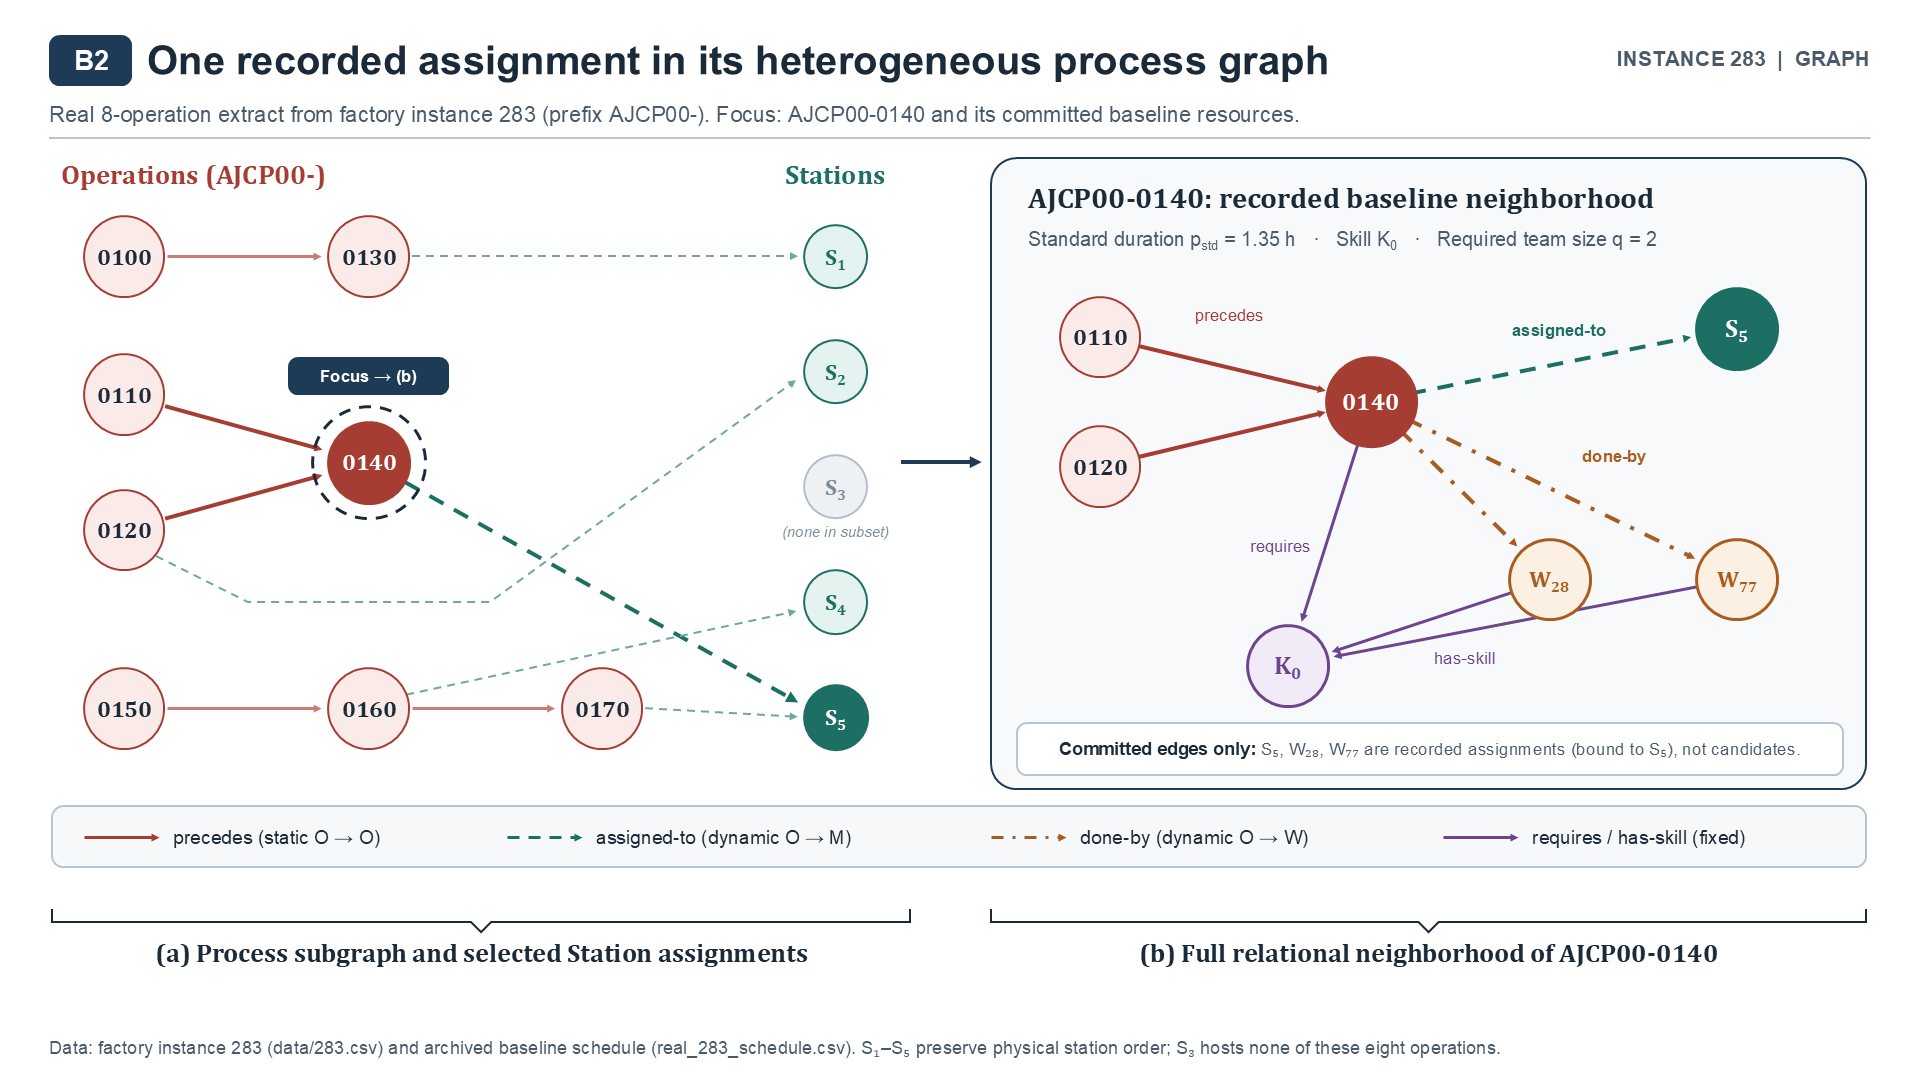 B2 One recorded assignment in its heterogeneous process graph
INSTANCE 283 | GRAPH
Real 8-operation extract from factory instance 283 (prefix AJCP00-). Focus: AJCP00-0140 and its committed baseline resources.
Operations (AJCP00-)
Stations
0100
0130
S₁
0110
Focus → (b)
S₂
0140
S₃
(none in subset)
0120
S₄
0150
0160
0170
S₅
AJCP00-0140: recorded baseline neighborhood
Standard duration pstd = 1.35 h · Skill K₀ · Required team size q = 2
0110
precedes
assigned-to
S₅
0140
0120
done-by
requires
W₂₈
W₇₇
K₀
has-skill
Committed edges only: S₅, W₂₈, W₇₇ are recorded assignments (bound to S₅), not candidates.
precedes (static O → O)
assigned-to (dynamic O → M)
done-by (dynamic O → W)
requires / has-skill (fixed)
(a) Process subgraph and selected Station assignments
(b) Full relational neighborhood of AJCP00-0140
Data: factory instance 283 (data/283.csv) and archived baseline schedule (real_283_schedule.csv). S₁–S₅ preserve physical station order; S₃ hosts none of these eight operations.